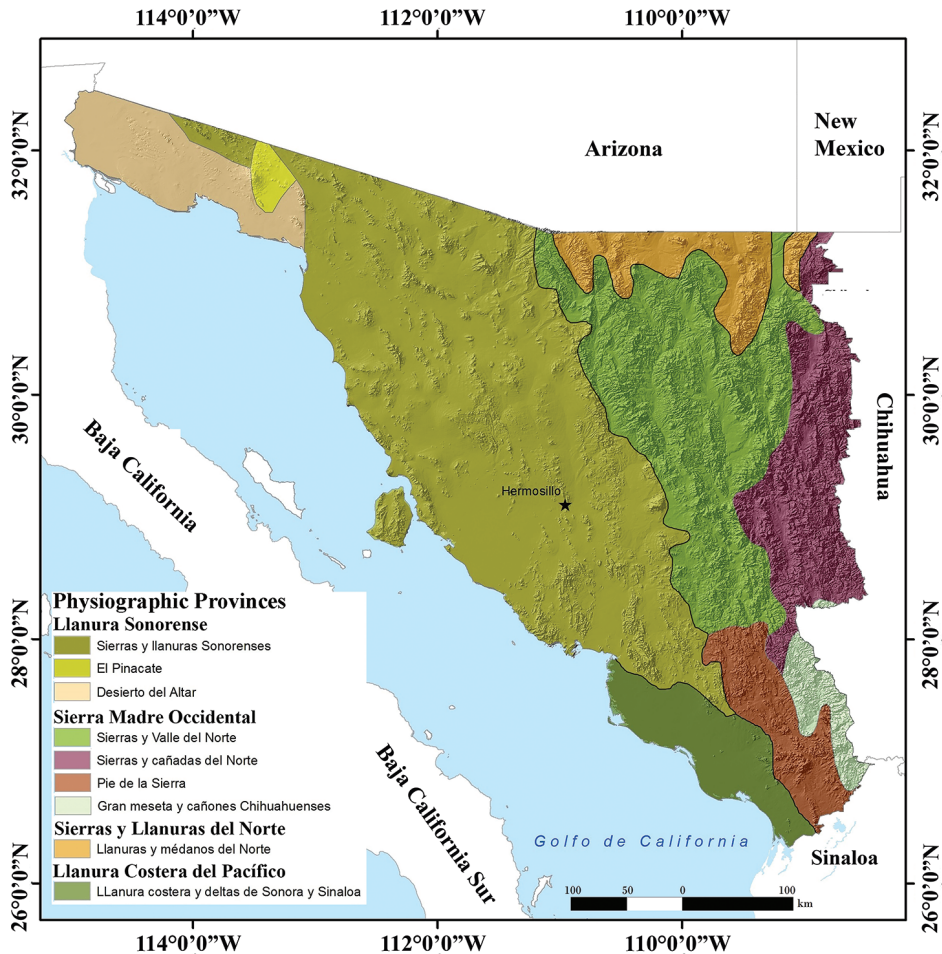 114°0'0"W
112°0'0"W
110°0'0"W
32°0'0"N
32°0'0"N
Arizona
New
Mexico
30°0'0"N
30°0'0"N
Chihuahua
Baja California
Hermosillo
Physiographic Provinces
Llanura Sonorense
Sierras y llanuras Sonorenses
El Pinacate
Desierto del Altar
Sierra Madre Occidental
Sierras y Valle del Norte
Sierras y cañadas del Norte
Pie de la Sierra
Gran meseta y cañones Chihuahuenses
Sierras y Llanuras del Norte
Llanuras y médanos del Norte
Llanura Costera del Pacífico
LLanura costera y deltas de Sonora y Sinaloa
28°0'0"N
28°0'0"N
Baja California Sur
Golfo de California
Sinaloa
100 50 0 100
km
26°0'0"N
26°0'0"N
114°0'0"W
112°0'0"W
110°0'0"W